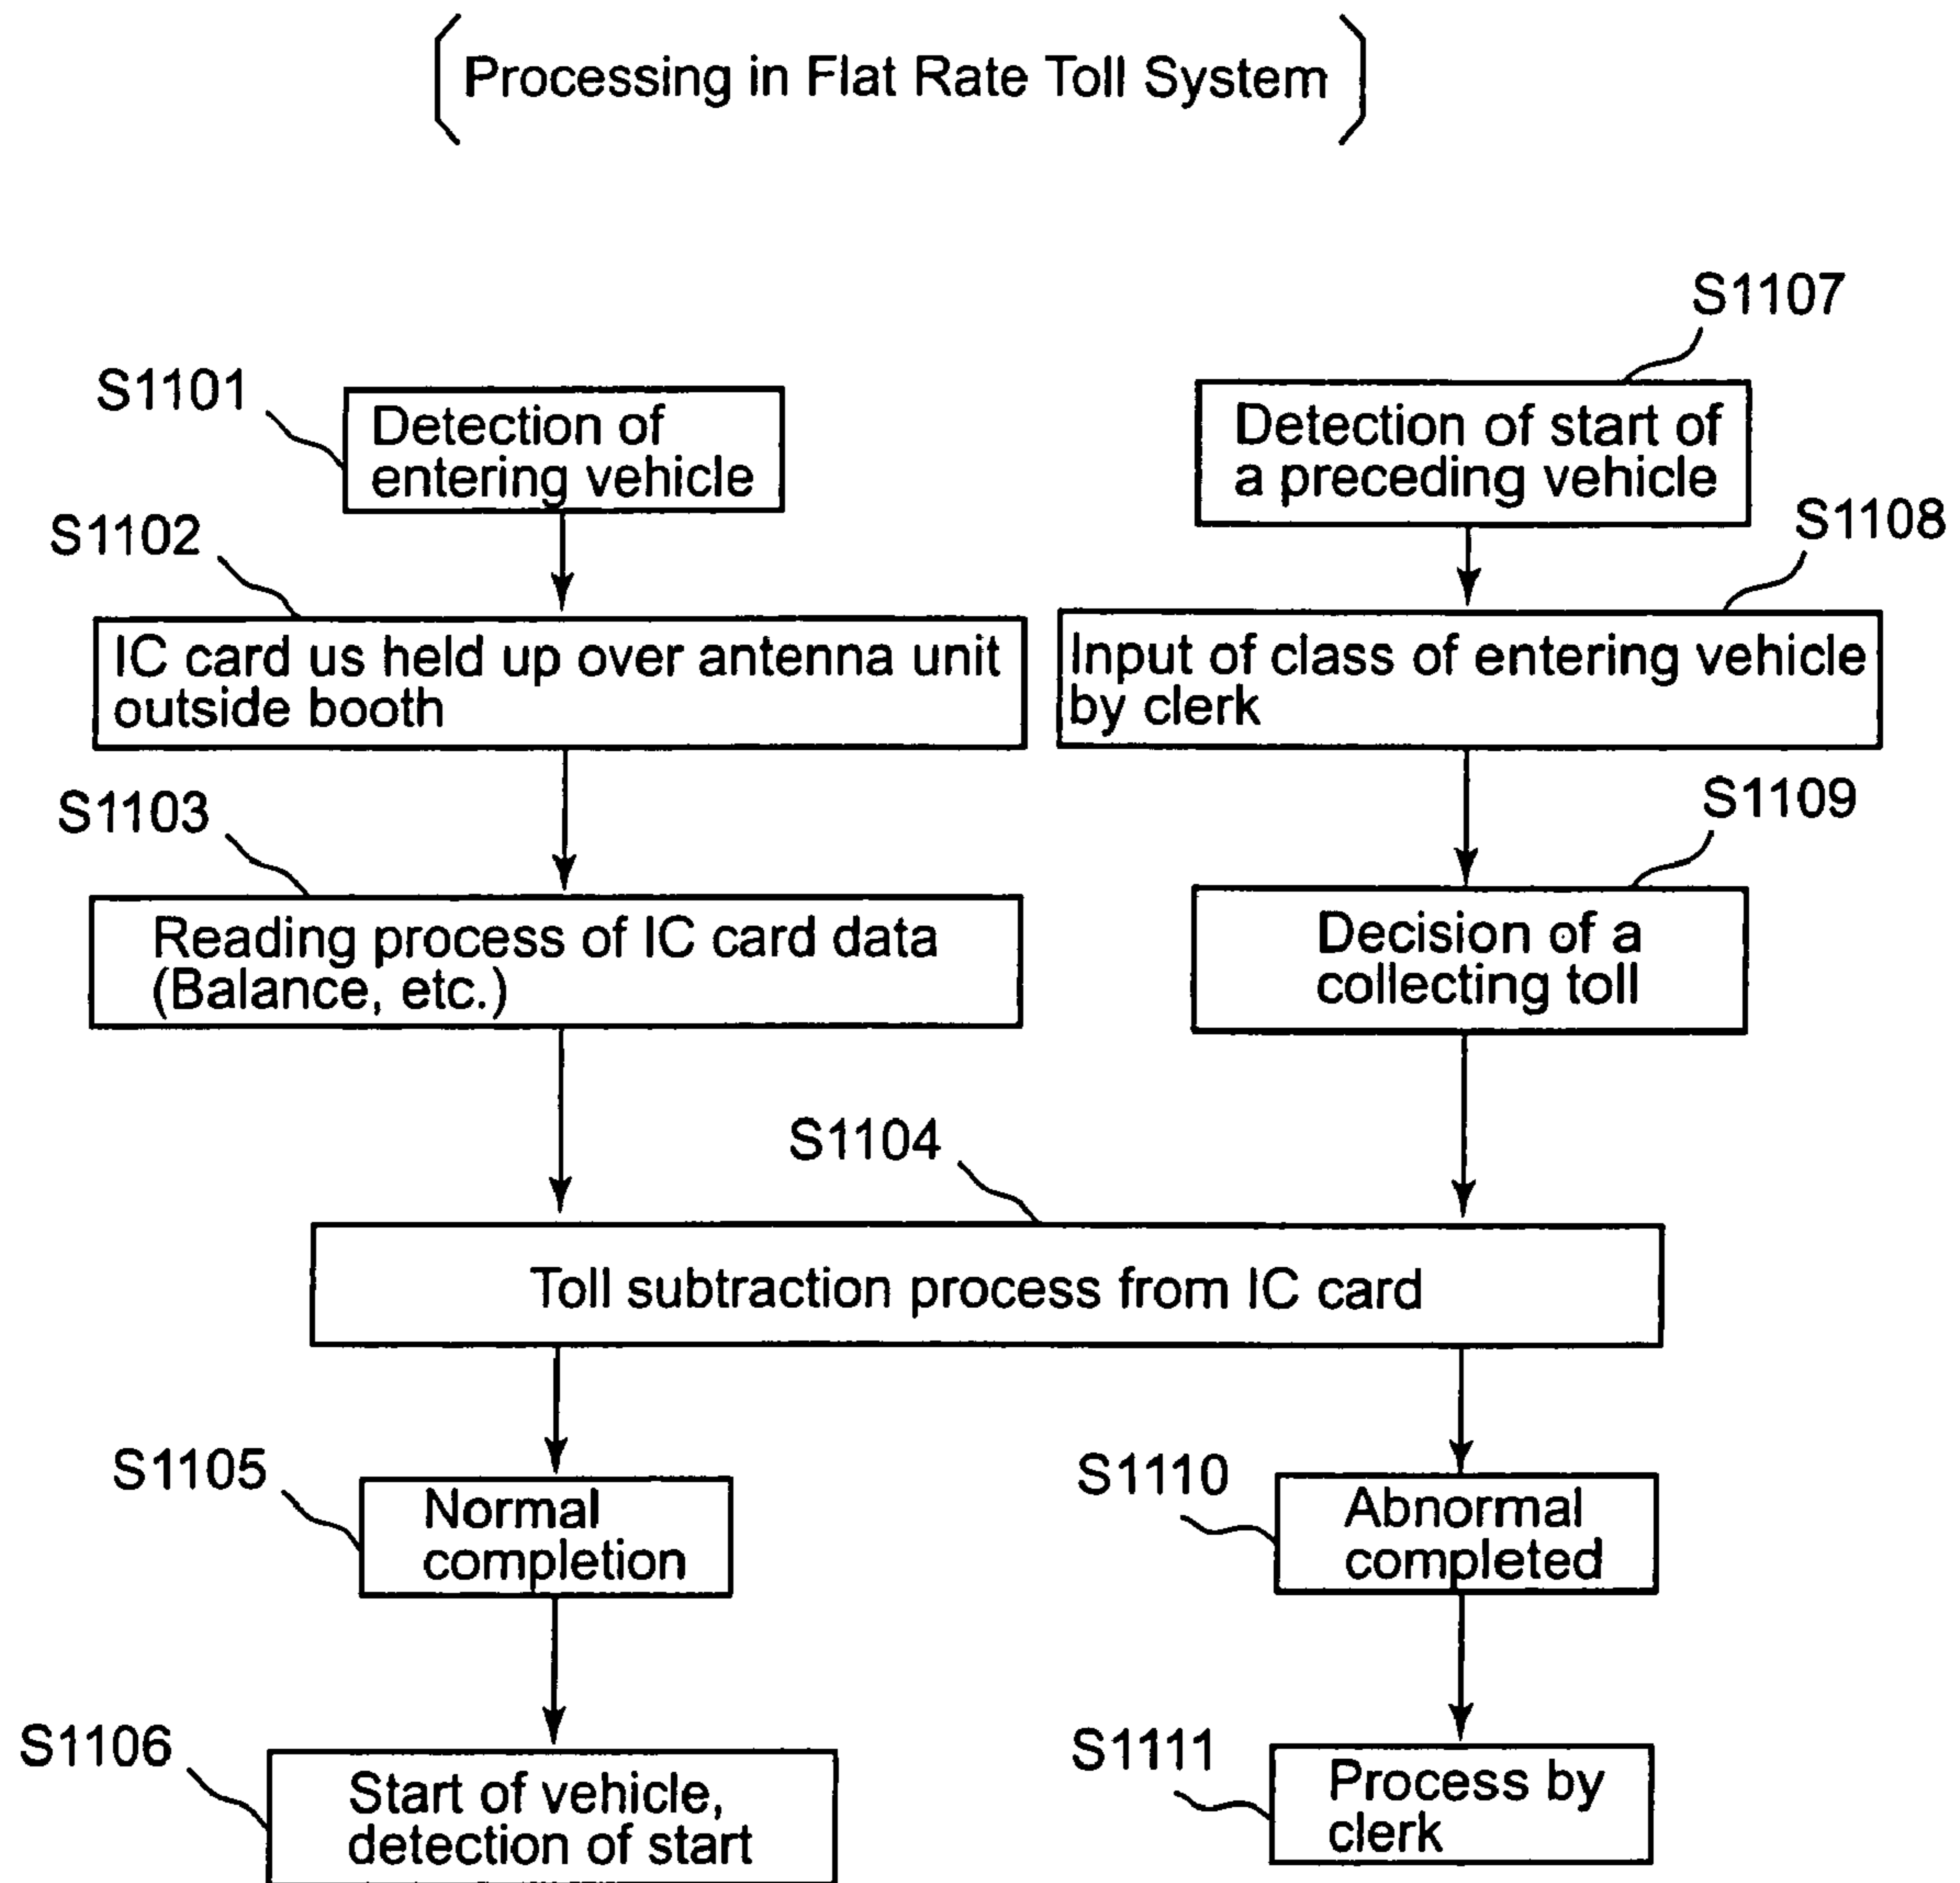 Processing in Flat Rate Toll System
S1107
S1101
Detection of
entering vehicle
Detection of start of
a preceding vehicle
S1102
S1108
IC card us held up over antenna unit
outside booth
Input of class of entering vehicle
by clerk
S1103
S1109
Reading process of IC card data
(Balance, etc.)
Decision of a
collecting toll
S1104
Toll subtraction process from IC card
S1105
Normal
completion
S1110
Abnormal
completed
S1106
Start of vehicle,
detection of start
S1111
Process by
clerk